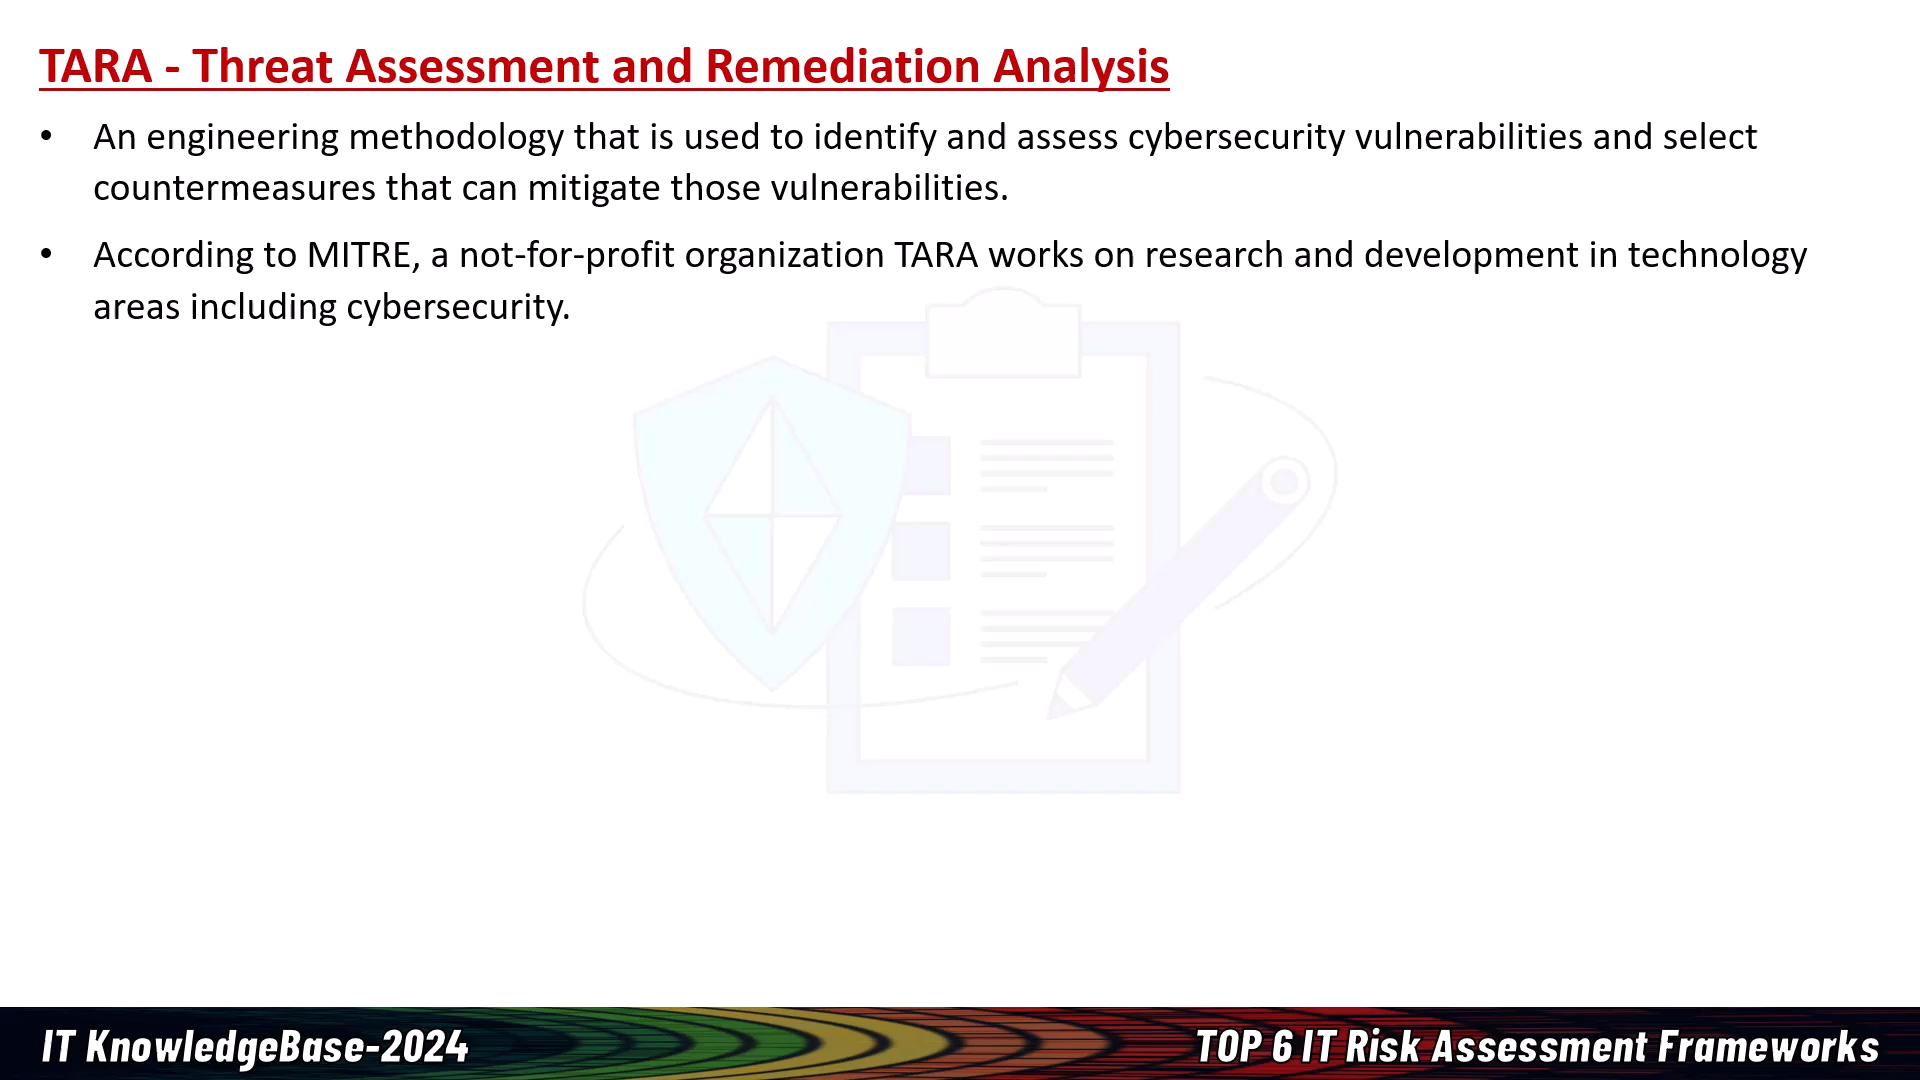 TARA - Threat Assessment and Remediation Analysis
• An engineering methodology that is used to identify and assess cybersecurity vulnerabilities and select
countermeasures that can mitigate those vulnerabilities.
• According to MITRE, a not-for-profit organization TARA works on research and development in technology
areas including cybersecurity.
IT KnowledgeBase-2024
TOP 6 IT Risk Assessment Frameworks